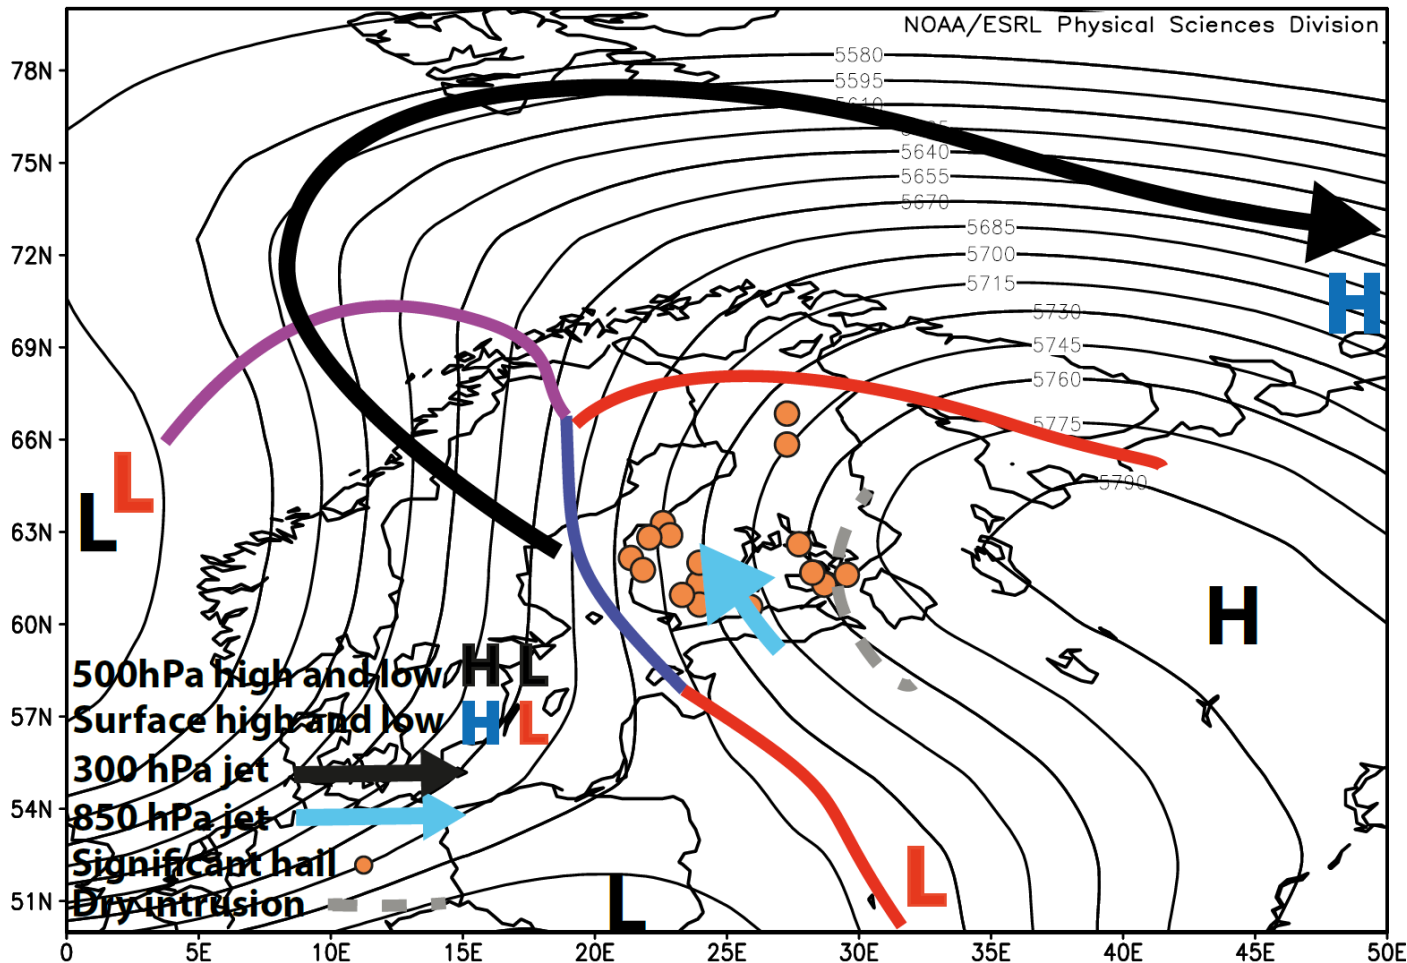 NOAA/ESRL Physical Sciences Division
78N
75N
72N
69N
66N
63N
60N
57N
54N
51N
5580
5595
5610
5640
5655
5670
5685
5700
5715
5730
5745
5760
5775
5790
H
L
L
H
L
L
500hPa high and low H L
Surface high and low H L
300 hPa jet
850 hPa jet
Significant hail
Dry intrusion
0 5E 10E 15E 20E 25E 30E 35E 40E 45E 50E